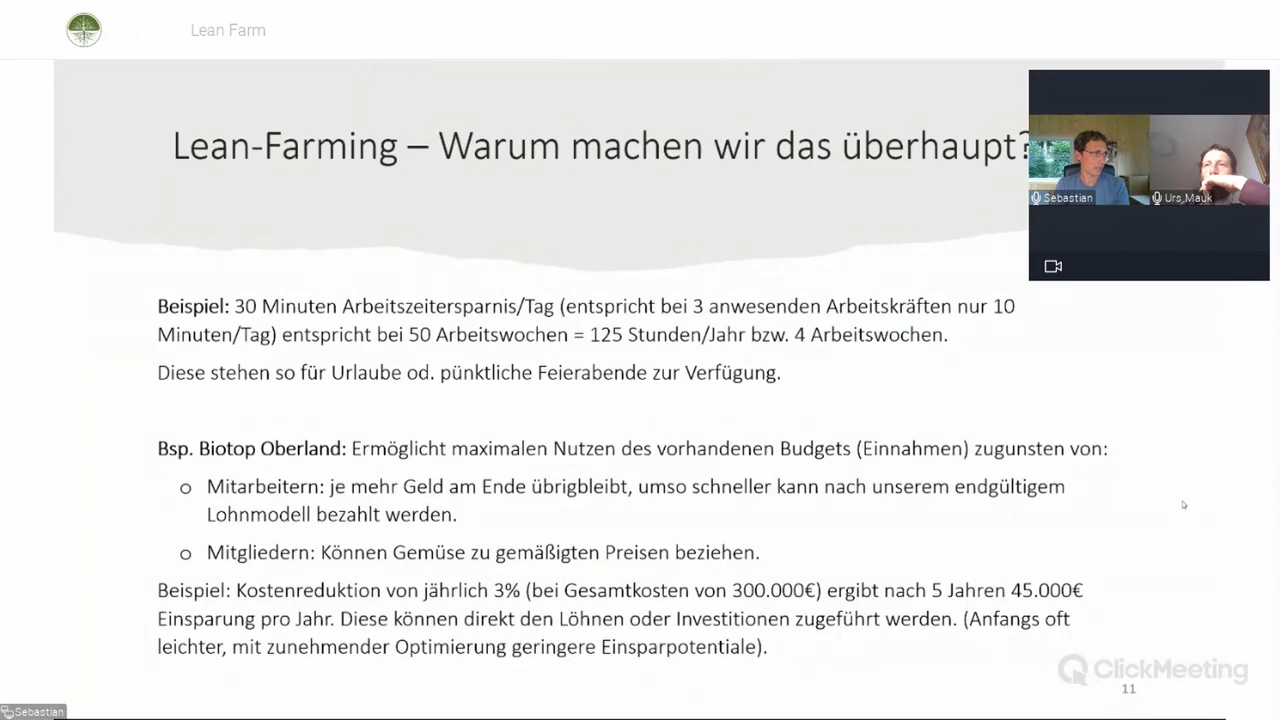 Lean Farm
Lean-Farming – Warum machen wir das überhaupt?
Sebastian
Urs,Mauk
Beispiel: 30 Minuten Arbeitszeitersparnis/Tag (entspricht bei 3 anwesenden Arbeitskräften nur 10
Minuten/Tag) entspricht bei 50 Arbeitswochen = 125 Stunden/Jahr bzw. 4 Arbeitswochen.
Diese stehen so für Urlaube od. pünktliche Feierabende zur Verfügung.
Bsp. Biotop Oberland: Ermöglicht maximalen Nutzen des vorhandenen Budgets (Einnahmen) zugunsten von:
o Mitarbeitern: je mehr Geld am Ende übrigbleibt, umso schneller kann nach unserem endgültigem
Lohnmodell bezahlt werden.
o Mitgliedern: Können Gemüse zu gemäßigten Preisen beziehen.
Beispiel: Kostenreduktion von jährlich 3% (bei Gesamtkosten von 300.000€) ergibt nach 5 Jahren 45.000€
Einsparung pro Jahr. Diese können direkt den Löhnen oder Investitionen zugeführt werden. (Anfangs oft
leichter, mit zunehmender Optimierung geringere Einsparpotentiale).
ClickMeeting
11
Sebastian